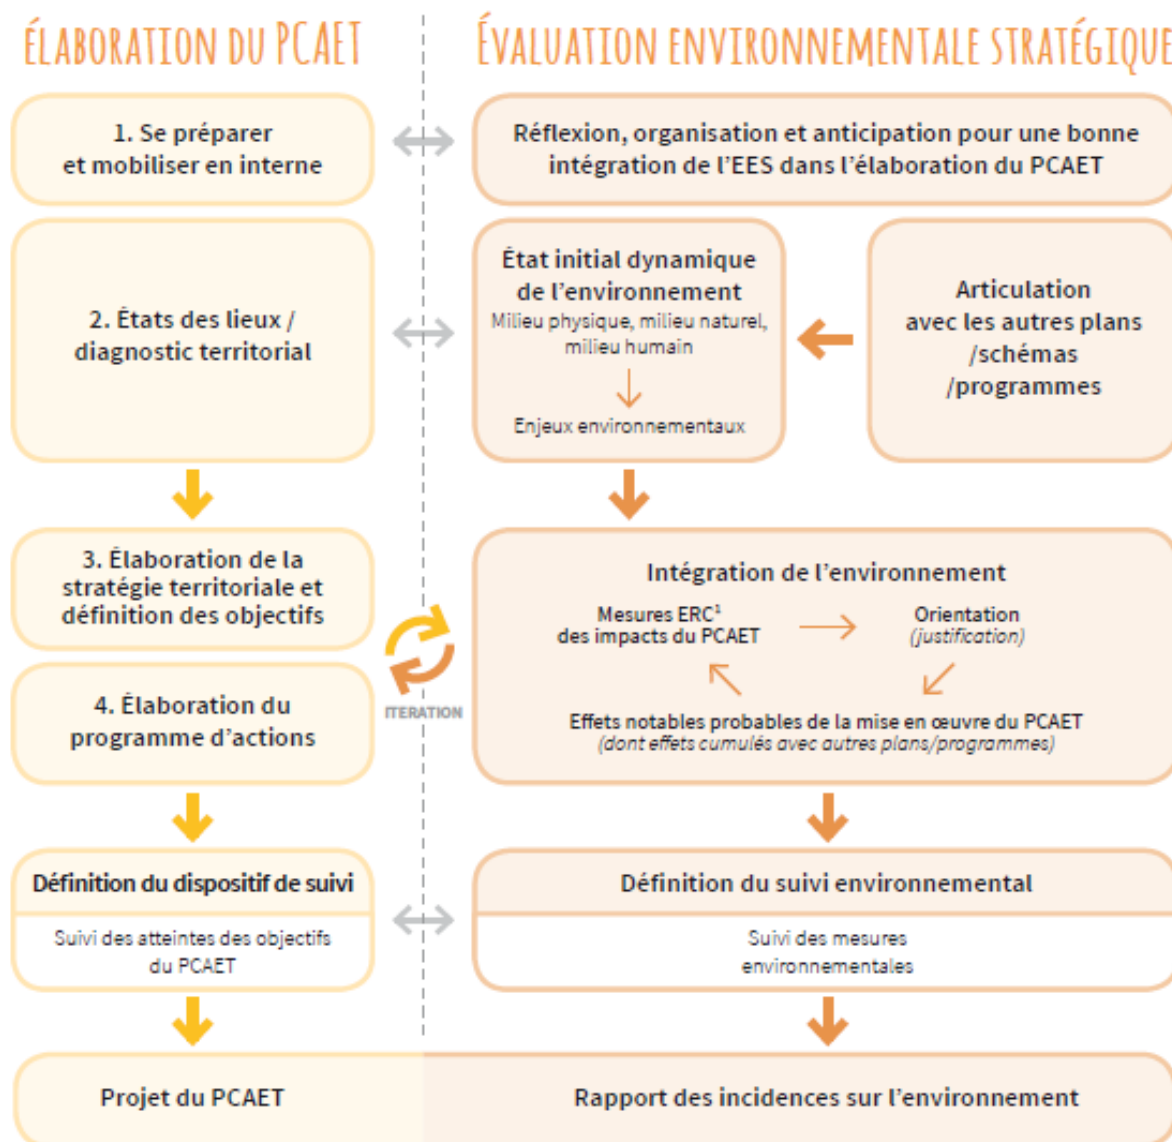 ÉLABORATION DU PCAET
ÉVALUATION ENVIRONNEMENTALE STRATÉGIQUE
1. Se préparer
et mobiliser en interne
Réflexion, organisation et anticipation pour une bonne
intégration de l'EES dans l'élaboration du PCAET
2. États des lieux /
diagnostic territorial
État initial dynamique
de l'environnement
Milieu physique, milieu naturel,
milieu humain
Enjeux environnementaux
Articulation
avec les autres plans
/schémas
/programmes
3. Élaboration de la
stratégie territoriale et
définition des objectifs
4. Élaboration du
programme d'actions
ITERATION
Intégration de l'environnement
Mesures ERC¹
des impacts du PCAET
Orientation
(justification)
Effets notables probables de la mise en œuvre du PCAET
(dont effets cumulés avec autres plans/programmes)
Définition du dispositif de suivi
Suivi des atteintes des objectifs
du PCAET
Définition du suivi environnemental
Suivi des mesures
environnementales
Projet du PCAET
Rapport des incidences sur l'environnement